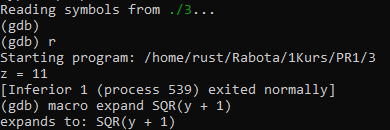 Reading symbols from ./3...
(gdb)
(gdb) r
Starting program: /home/rust/Rabota/1Kurs/PR1/3
z = 11
[Inferior 1 (process 539) exited normally]
(gdb) macro expand SQR(y + 1)
expands to: SQR(y + 1)